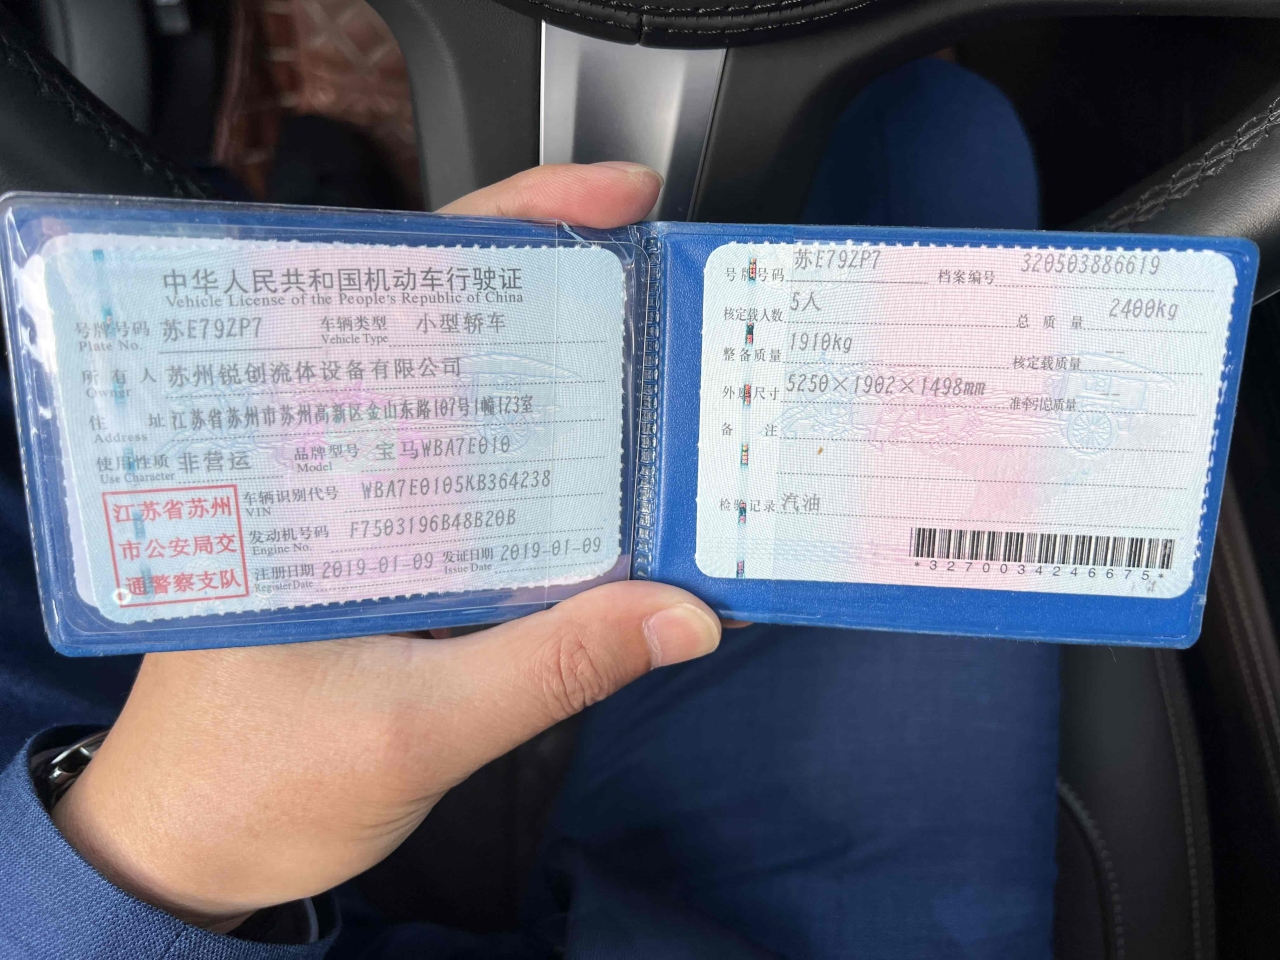 中华人民共和国机动车行驶证
Vehicle License of the People's Republic of China
号牌号码 苏E79ZP7 车辆类型 小型轿车
Plate No. Vehicle Type
所有人 苏州锐创流体设备有限公司
Owner
住址 江苏省苏州市苏州高新区金山东路107号1幢123室
Address
使用性质 非营运 品牌型号 宝马WBA7E010
Use Character Model
江苏省苏州
市公安局交
通警察支队
车辆识别代号 WBA7E0105KB364238
VIN
发动机号码 F7503196B48B20B
Engine No.
注册日期 2019-01-09 发证日期 2019-01-09
Register Date Issue Date
号牌号码 苏E79ZP7 档案编号 320503886619
核定载人数 5人 总质量 2400kg
整备质量 1910kg 核定载质量 --
外廓尺寸 5250×1902×1498mm 准牵引总质量 --
备注
检验记录 汽油
*3270034246675*